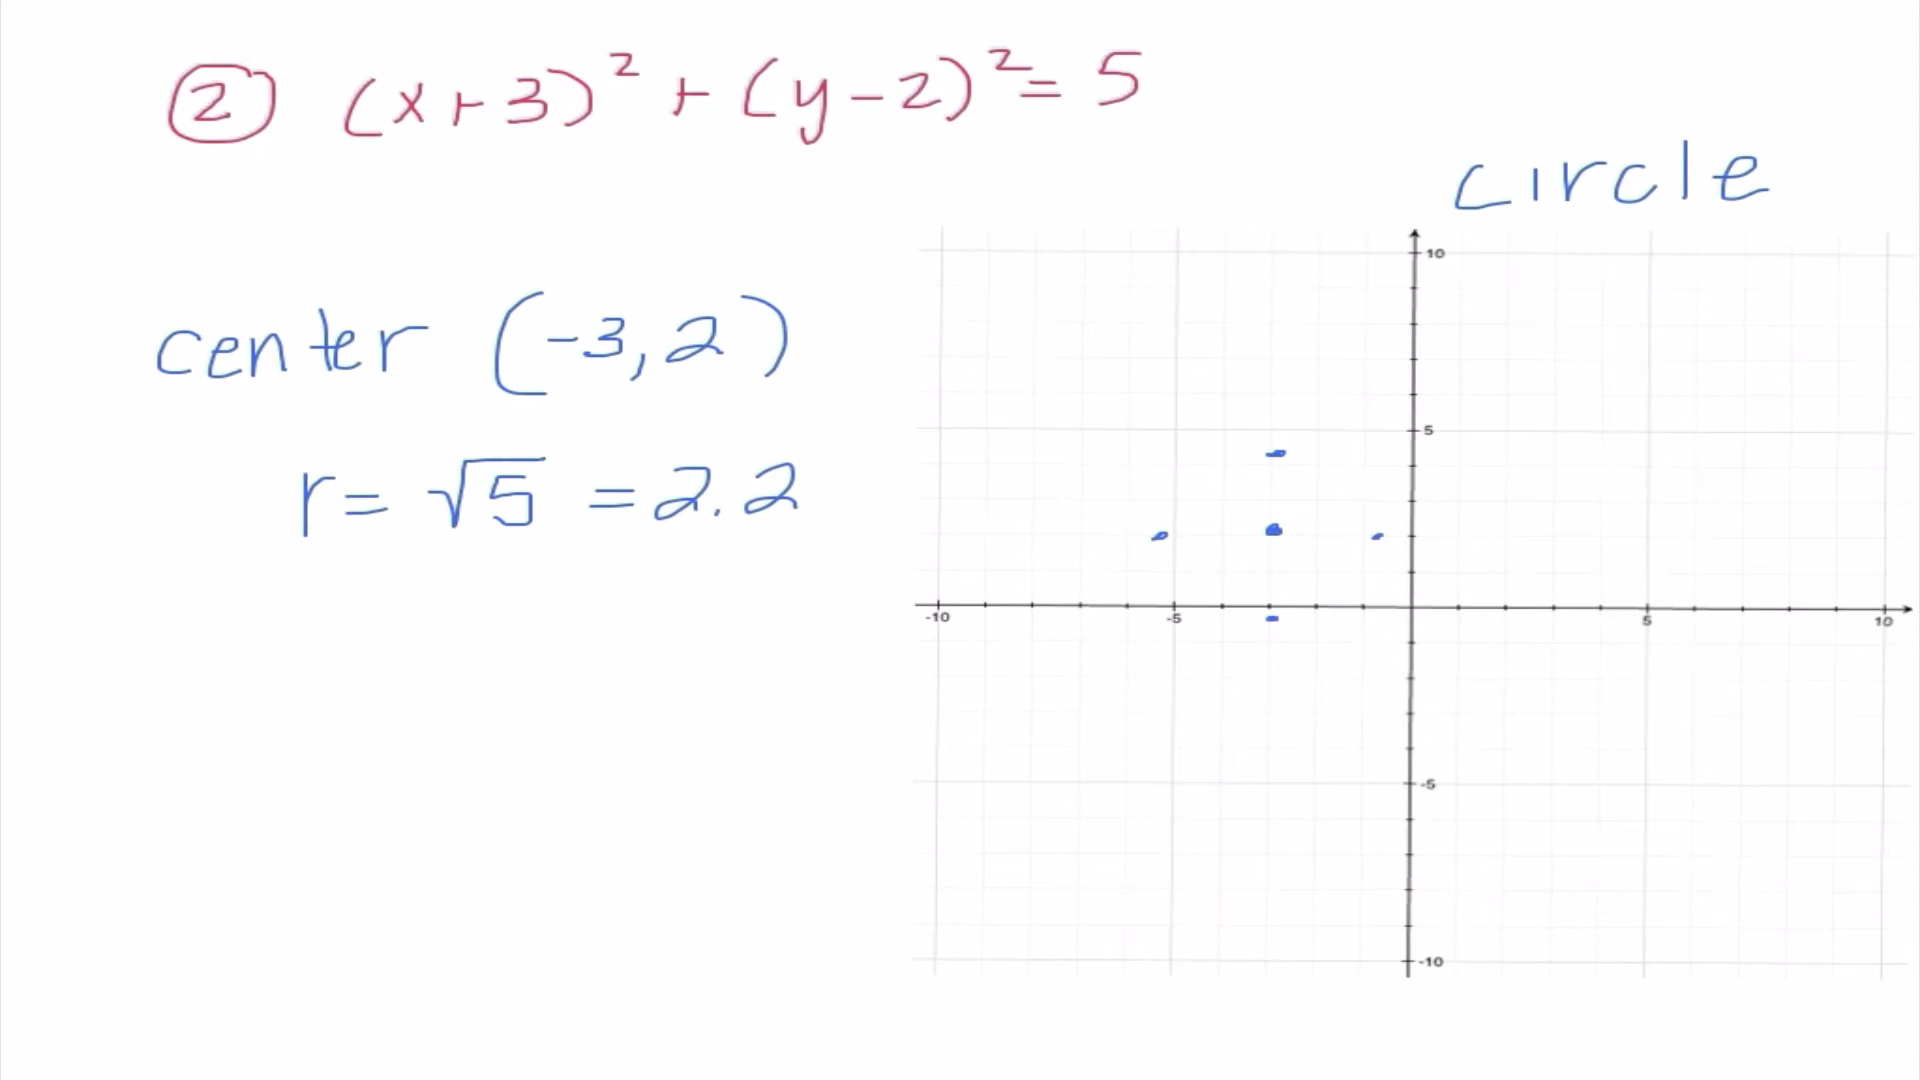 ② (x+3)² + (y-2)² = 5
circle
center (-3,2)
r = √5 = 2.2
10
5
-10 -5 5 10
-5
-10